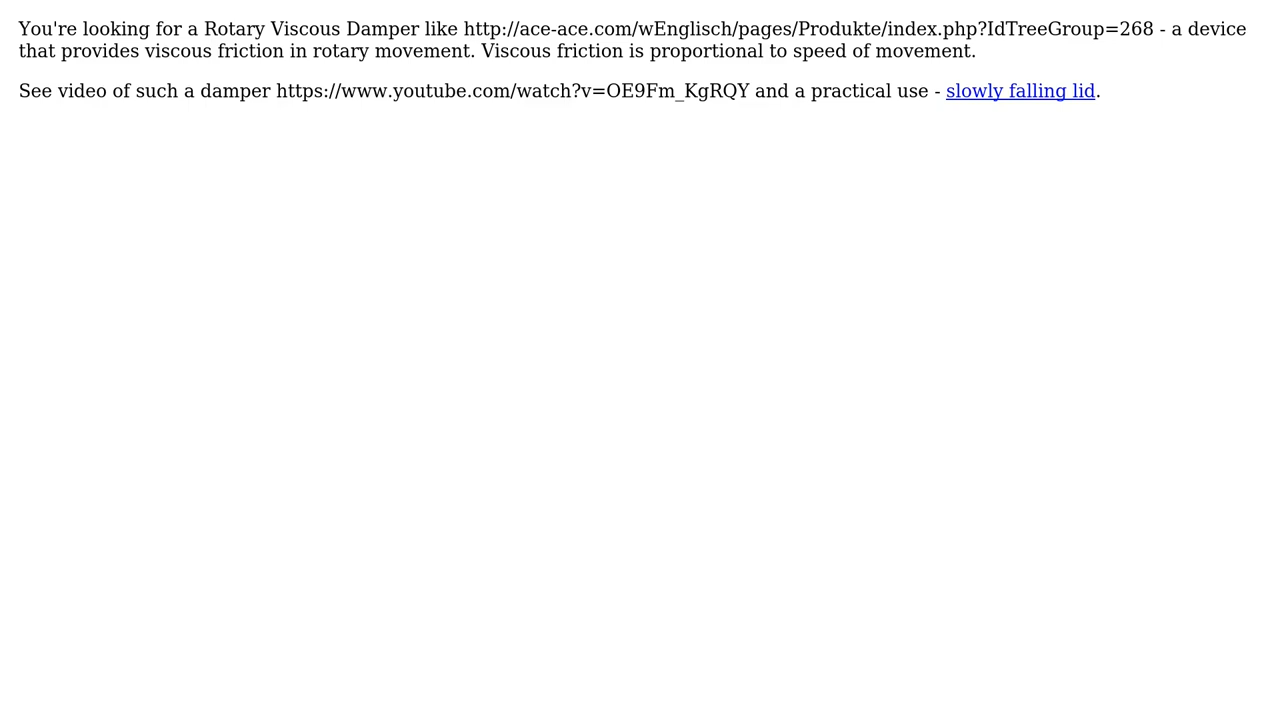 You're looking for a Rotary Viscous Damper like http://ace-ace.com/wEnglisch/pages/Produkte/index.php?IdTreeGroup=268 - a device
that provides viscous friction in rotary movement. Viscous friction is proportional to speed of movement.
See video of such a damper https://www.youtube.com/watch?v=OE9Fm_KgRQY and a practical use - slowly falling lid.